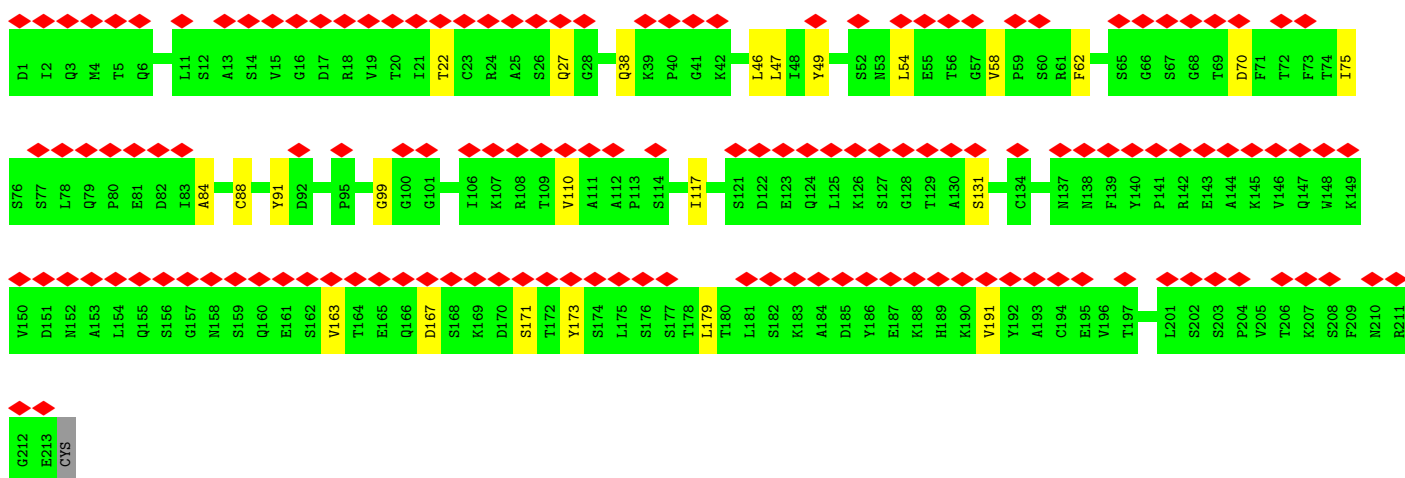 D1 I2 Q3 M4 T5 Q6 L11 S12 A13 S14 V15 G16 D17 R18 V19 T20 I21 T22 C23 R24 A25 S26 Q27 G28 Q38 K39 P40 G41 K42 L46 L47 I48 Y49 S52 N53 L54 E55 T56 G57 V58 P59 S60 R61 F62 S65 G66 S67 G68 T69 D70 F71 T72 F73 T74 I75
S76 S77 L78 Q79 P80 E81 D82 I83 A84 C88 Y91 D92 P95 G99 G100 G101 I106 K107 R108 T109 V110 A111 A112 P113 S114 I117 S121 D122 E123 Q124 L125 K126 S127 G128 T129 A130 S131 C134 N137 N138 F139 Y140 P141 R142 E143 A144 K145 V146 Q147 W148 K149
V150 D151 N152 A153 L154 Q155 S156 G157 N158 S159 Q160 E161 S162 V163 T164 E165 Q166 D167 S168 K169 D170 S171 T172 Y173 S174 L175 S176 S177 T178 L179 T180 L181 S182 K183 A184 D185 Y186 E187 K188 H189 K190 V191 Y192 A193 C194 E195 V196 T197 L201 S202 S203 P204 V205 T206 K207 S208 F209 N210 R211
G212 E213 CYS